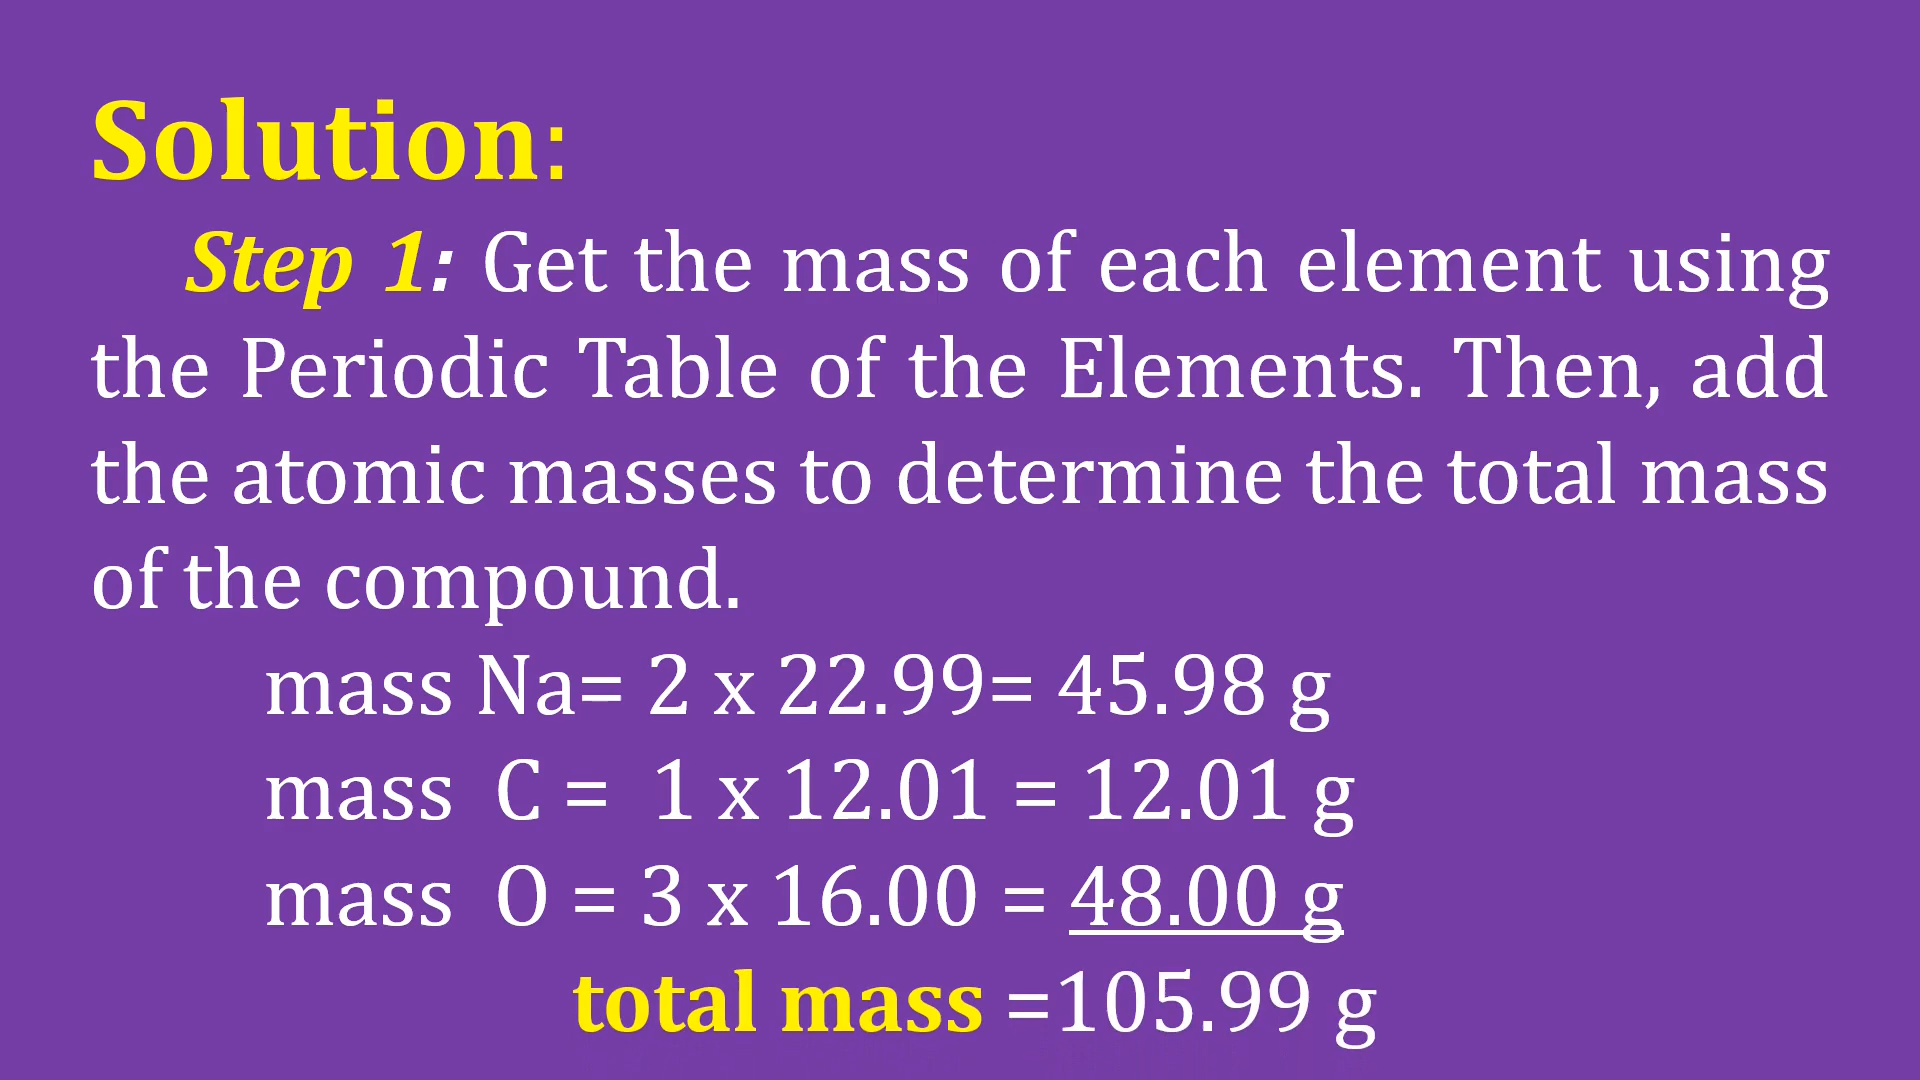 Solution:
Step 1: Get the mass of each element using
the Periodic Table of the Elements. Then, add
the atomic masses to determine the total mass
of the compound.
mass Na= 2 x 22.99= 45.98 g
mass C = 1 x 12.01 = 12.01 g
mass O = 3 x 16.00 = 48.00 g
total mass =105.99 g